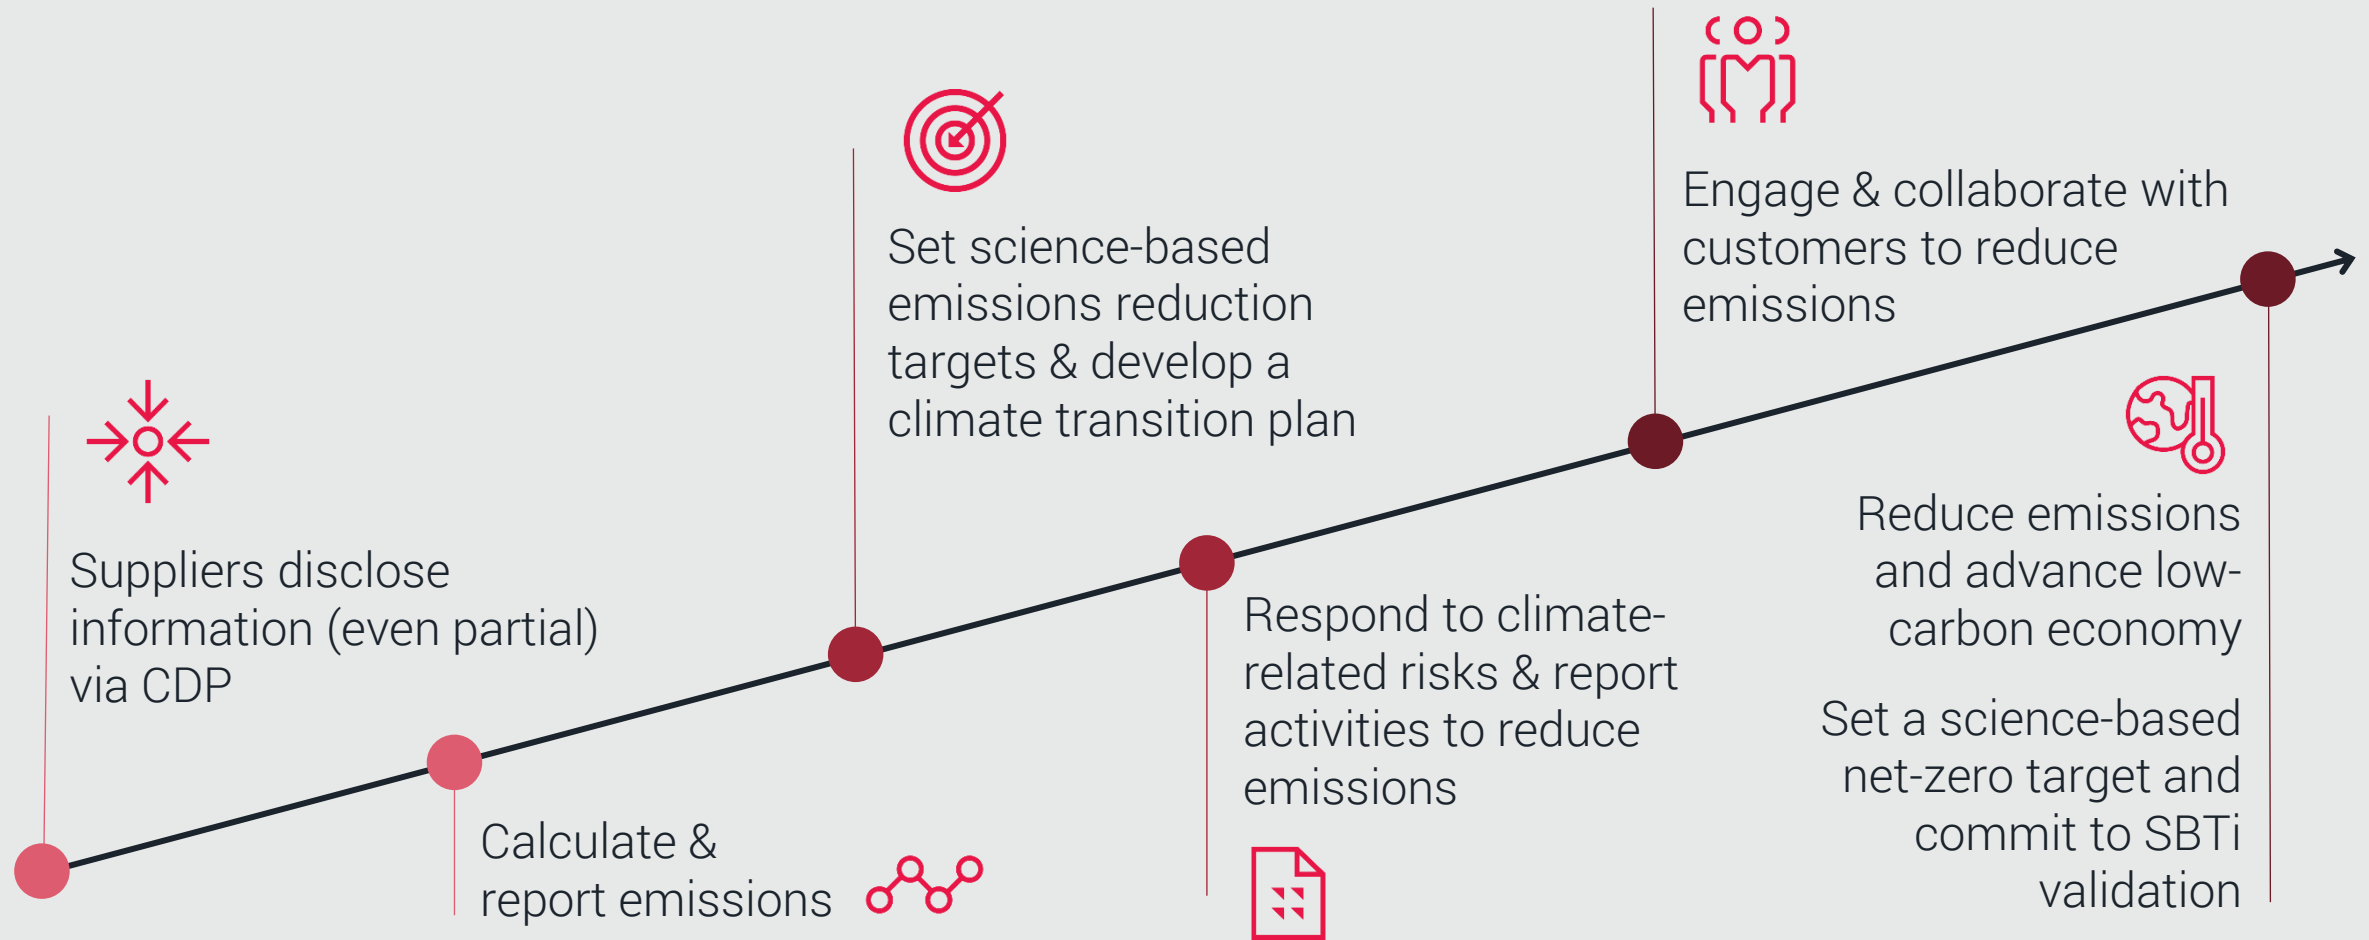 Suppliers disclose
information (even partial)
via CDP
Calculate &
report emissions
Set science-based
emissions reduction
targets & develop a
climate transition plan
Respond to climate-
related risks & report
activities to reduce
emissions
Engage & collaborate with
customers to reduce
emissions
Reduce emissions
and advance low-
carbon economy
Set a science-based
net-zero target and
commit to SBTi
validation